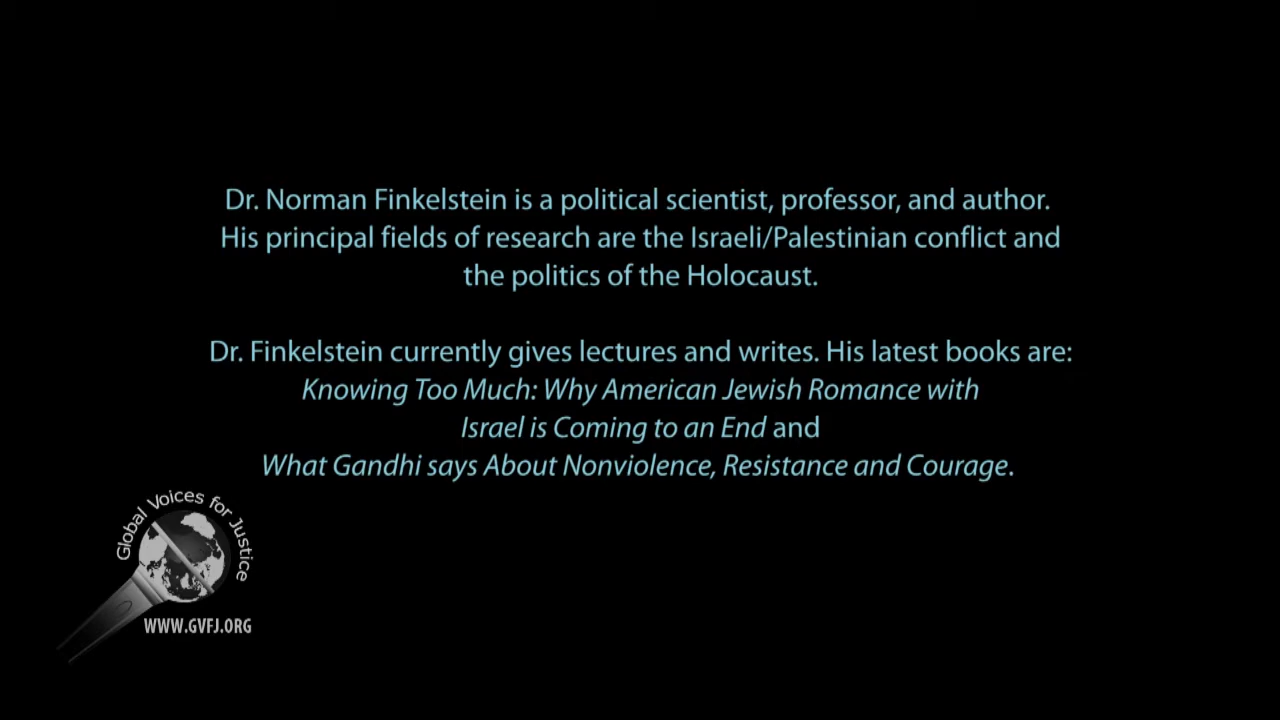 Dr. Norman Finkelstein is a political scientist, professor, and author.
His principal fields of research are the Israeli/Palestinian conflict and
the politics of the Holocaust.
Dr. Finkelstein currently gives lectures and writes. His latest books are:
Knowing Too Much: Why American Jewish Romance with
Israel is Coming to an End and
What Gandhi says About Nonviolence, Resistance and Courage.
Global Voices for Justice
WWW.GVFJ.ORG